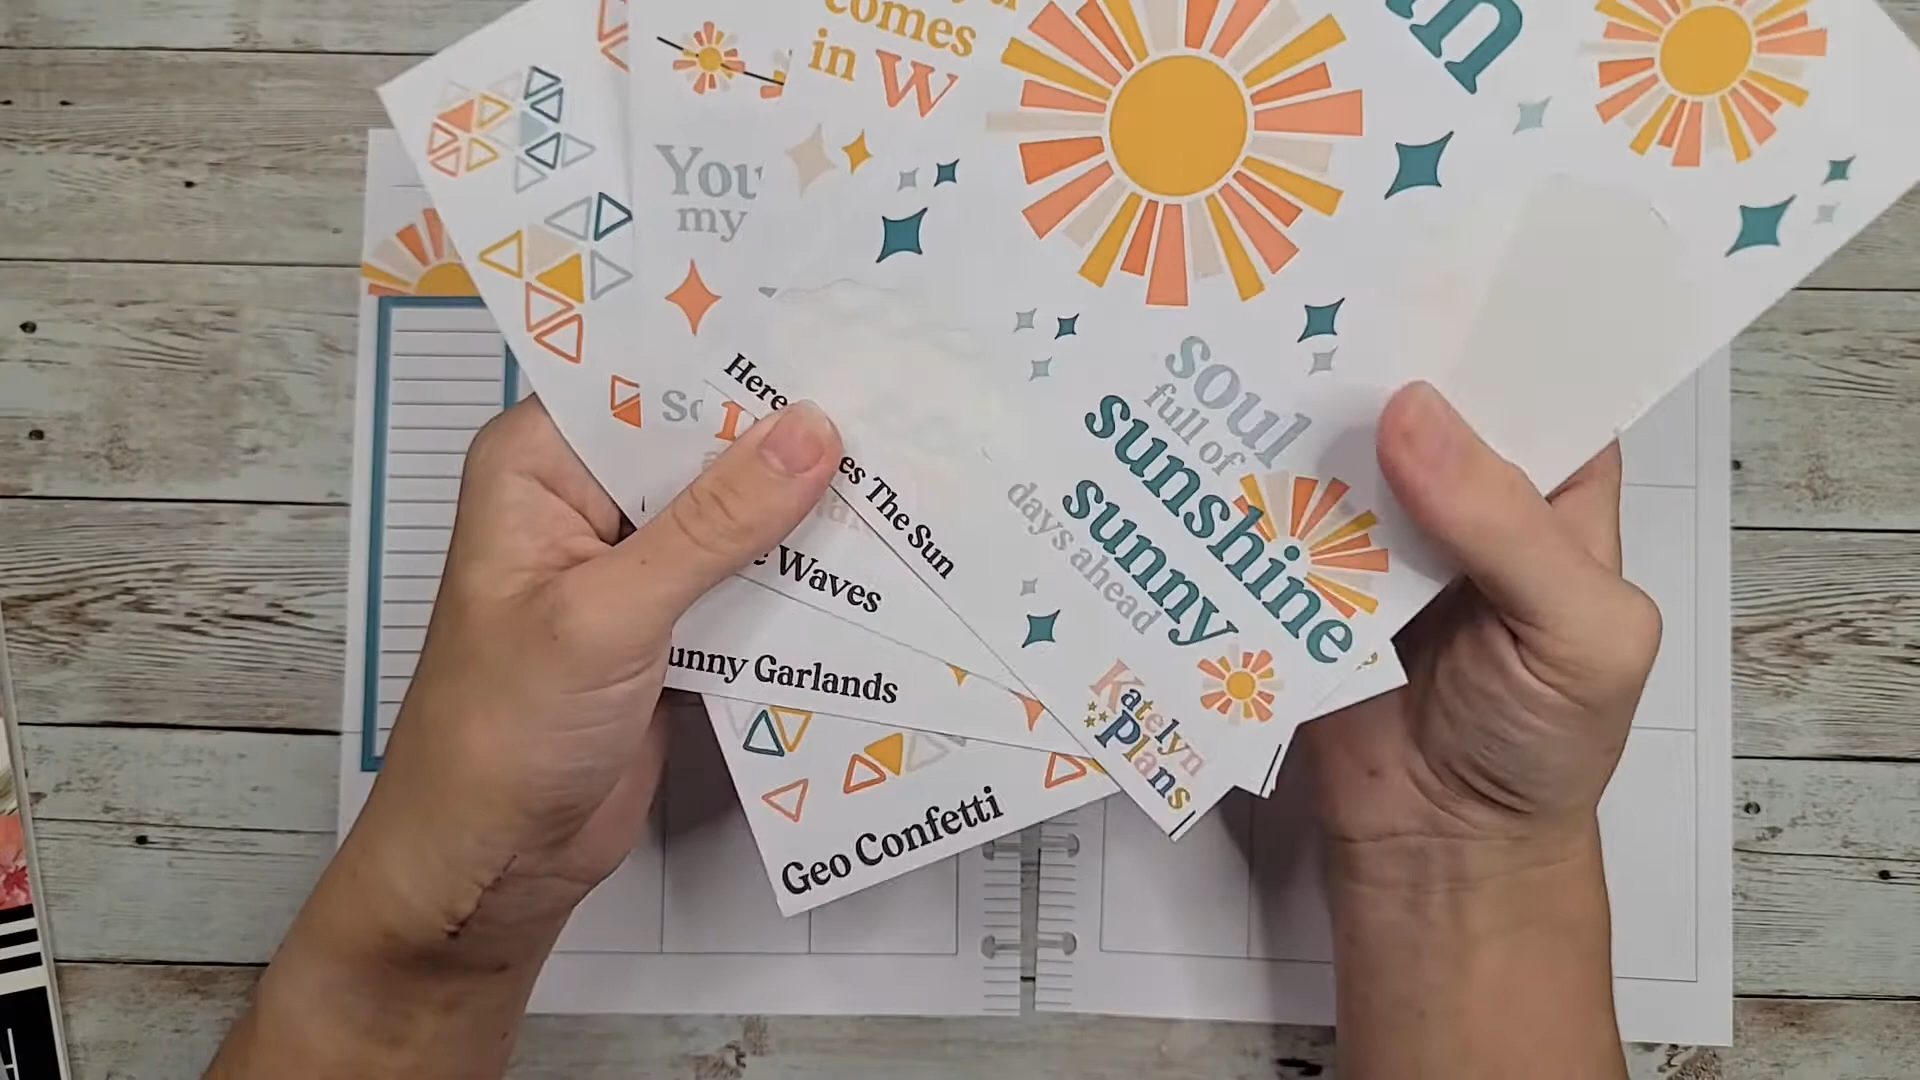 comes
in W
You
my
Here
es The Sun
soul
full of
sunshine
sunny
days ahead
Waves
unny Garlands
Katelyn
Plans
Geo Confetti